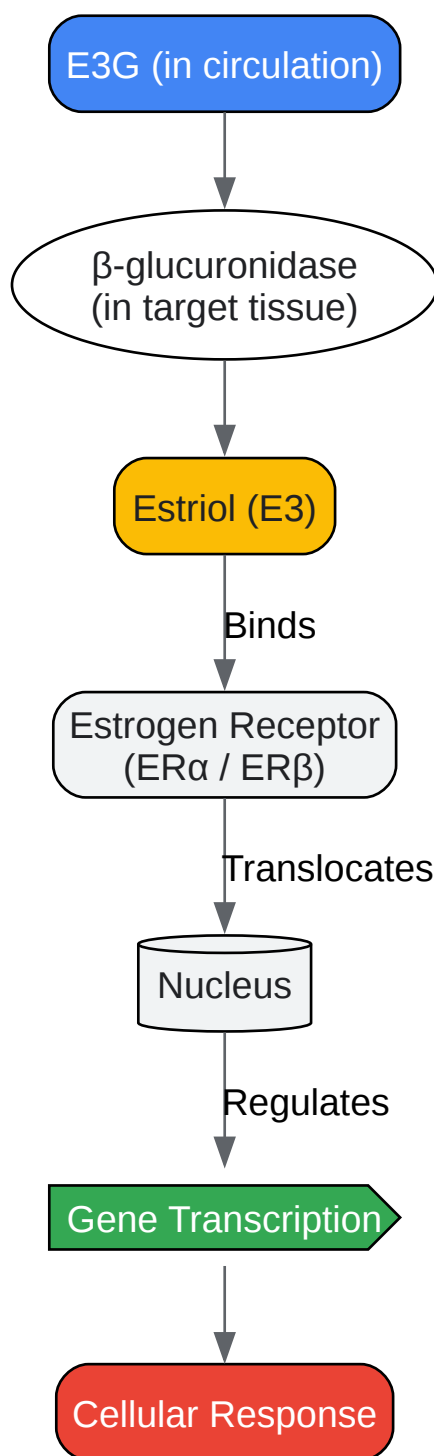 E3G (in circulation)
β-glucuronidase
(in target tissue)
Estriol (E3)
Binds
Estrogen Receptor
(ERα / ERβ)
Translocates
Nucleus
Regulates
Gene Transcription
Cellular Response